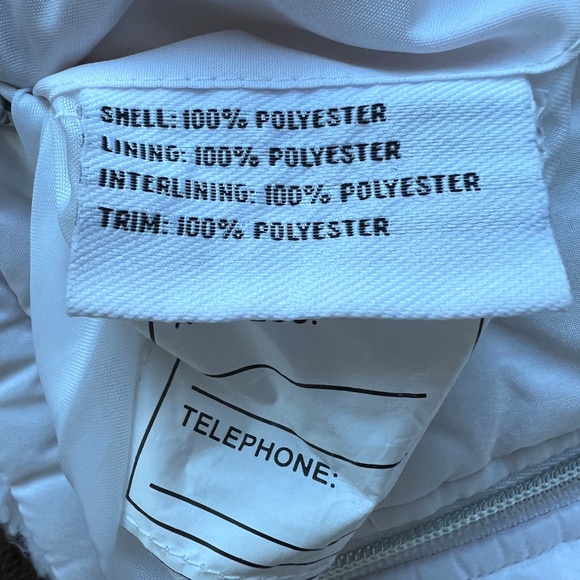 SHELL: 100% POLYESTER
LINING: 100% POLYESTER
INTERLINING: 100% POLYESTER
TRIM: 100% POLYESTER
TELEPHONE: